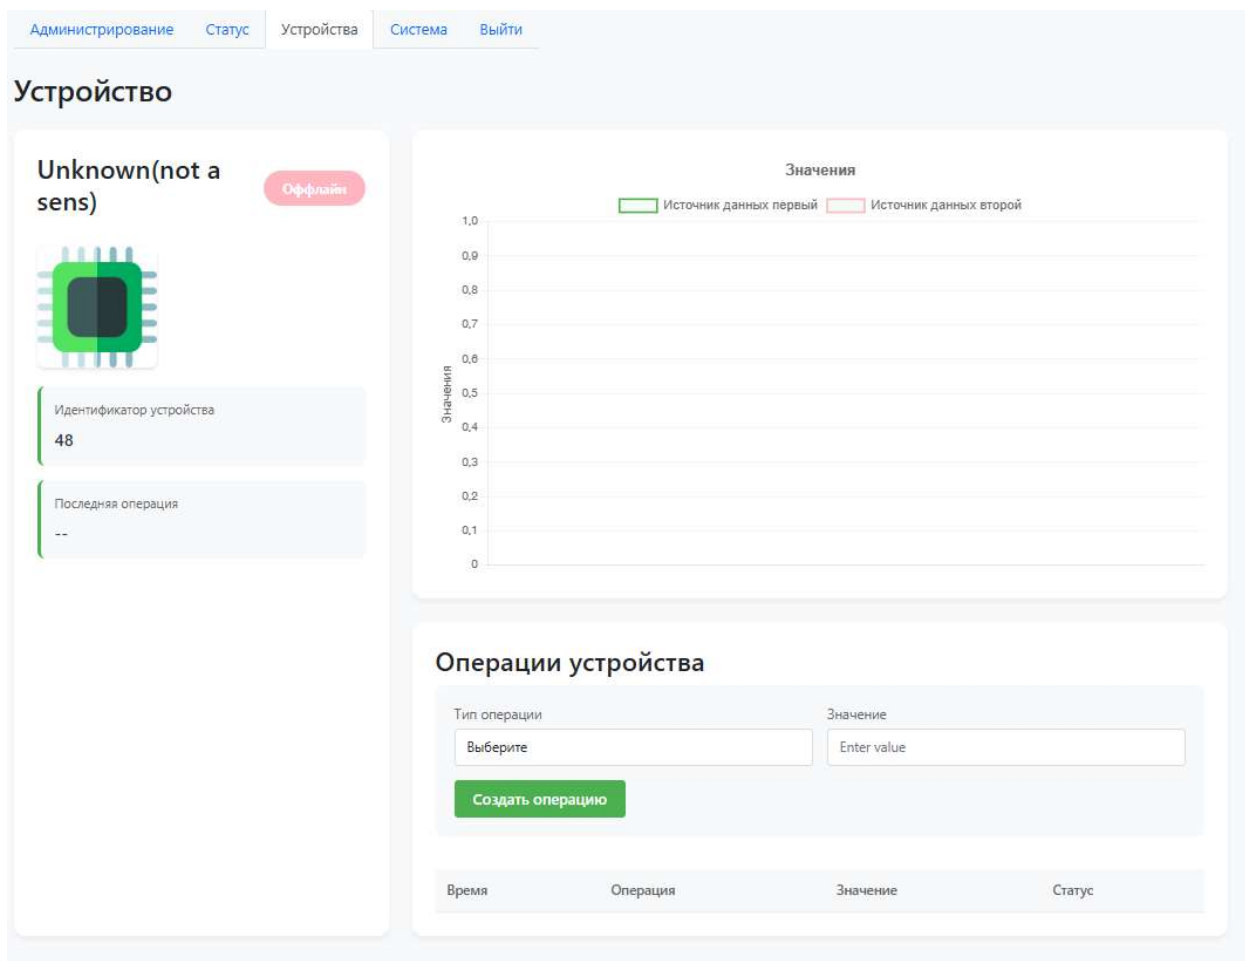 Администрирование Статус Устройства Система Выйти
Устройство
Unknown(not a
sens)
Оффлайн
Идентификатор устройства
48
Последняя операция
--
Значения
Источник данных первый Источник данных второй
1,0
0,9
0,8
0,7
0,6
0,5
0,4
0,3
0,2
0,1
0
Значения
Операции устройства
Тип операции Значение
Выберите Enter value
Создать операцию
Время Операция Значение Статус